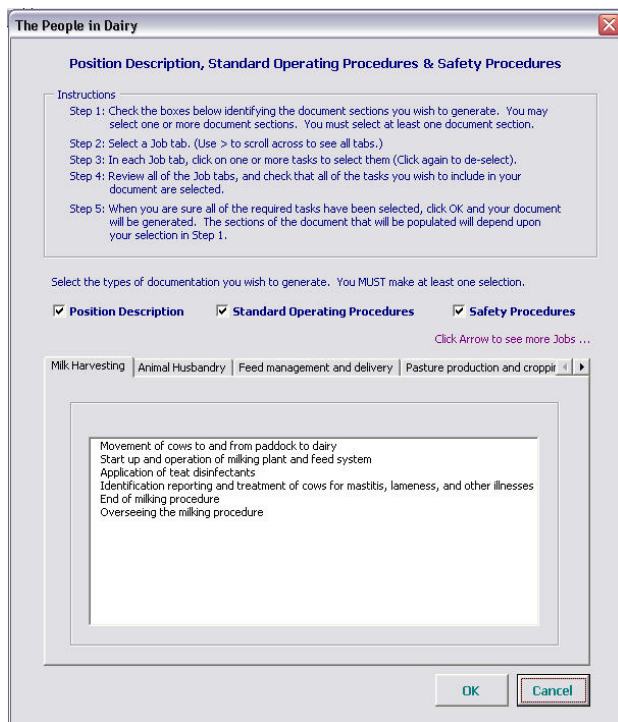 The People in Dairy
Position Description, Standard Operating Procedures & Safety Procedures
Instructions
Step 1: Check the boxes below identifying the document sections you wish to generate. You may
select one or more document sections. You must select at least one document section.
Step 2: Select a Job tab. (Use > to scroll across to see all tabs.)
Step 3: In each Job tab, click on one or more tasks to select them (Click again to de-select).
Step 4: Review all of the Job tabs, and check that all of the tasks you wish to include in your
document are selected.
Step 5: When you are sure all of the required tasks have been selected, click OK and your document
will be generated. The sections of the document that will be populated will depend upon
your selection in Step 1.
Select the types of documentation you wish to generate. You MUST make at least one selection.
Position Description Standard Operating Procedures Safety Procedures
Click Arrow to see more Jobs ...
Milk Harvesting Animal Husbandry Feed management and delivery Pasture production and croppin
Movement of cows to and from paddock to dairy
Start up and operation of milking plant and feed system
Application of teat disinfectants
Identification reporting and treatment of cows for mastitis, lameness, and other illnesses
End of milking procedure
Overseeing the milking procedure
OK Cancel